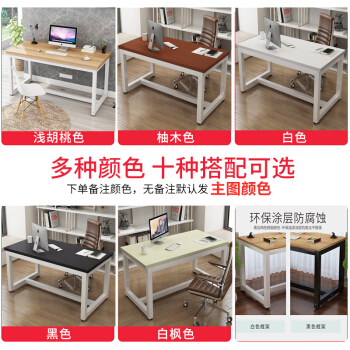 浅胡桃色
柚木色
白色
多种颜色 十种搭配可选
下单备注颜色，无备注默认发 主图颜色
环保涂层防腐蚀
黑色
白枫色
白色框架
黑色框架